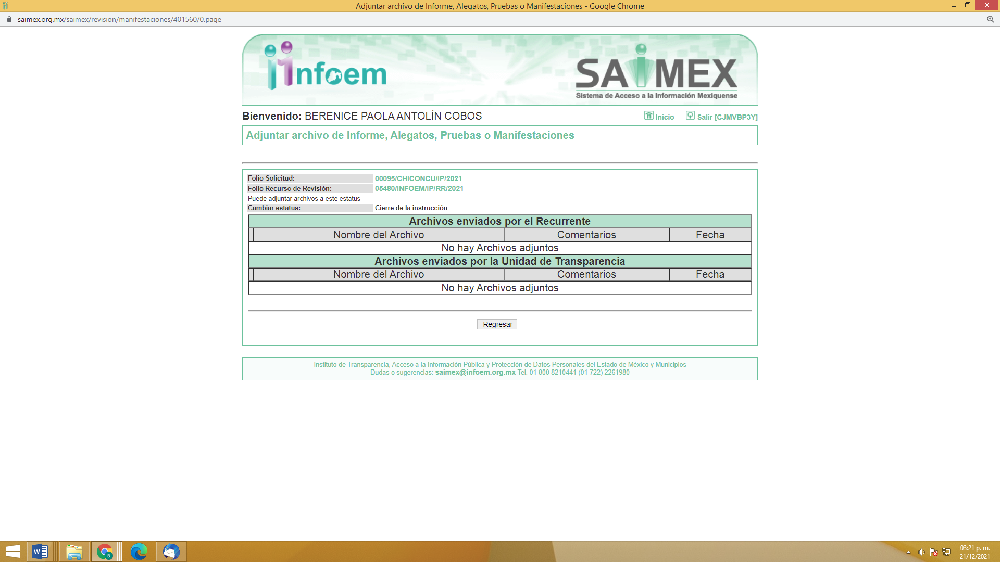 Adjuntar archivo de Informe, Alegatos, Pruebas o Manifestaciones - Google Chrome
saimex.org.mx/saimex/revision/manifestaciones/401560/0.page
infoem
SAIMEX
Sistema de Acceso a la Información Mexiquense
Bienvenido: BERENICE PAOLA ANTOLÍN COBOS
Inicio
Salir [CJMVBP3Y]
Adjuntar archivo de Informe, Alegatos, Pruebas o Manifestaciones
Folio Solicitud: 00095/CHICONCU/IP/2021
Folio Recurso de Revisión: 05480/INFOEM/IP/RR/2021
Puede adjuntar archivos a este estatus
Cambiar estatus: Cierre de la instrucción
Archivos enviados por el Recurrente
Nombre del Archivo Comentarios Fecha
No hay Archivos adjuntos
Archivos enviados por la Unidad de Transparencia
Nombre del Archivo Comentarios Fecha
No hay Archivos adjuntos
Regresar
Instituto de Transparencia, Acceso a la Información Pública y Protección de Datos Personales del Estado de México y Municipios
Dudas o sugerencias: saimex@infoem.org.mx Tel. 01 800 8210441 (01 722) 2261980
03:21 p. m.
21/12/2021